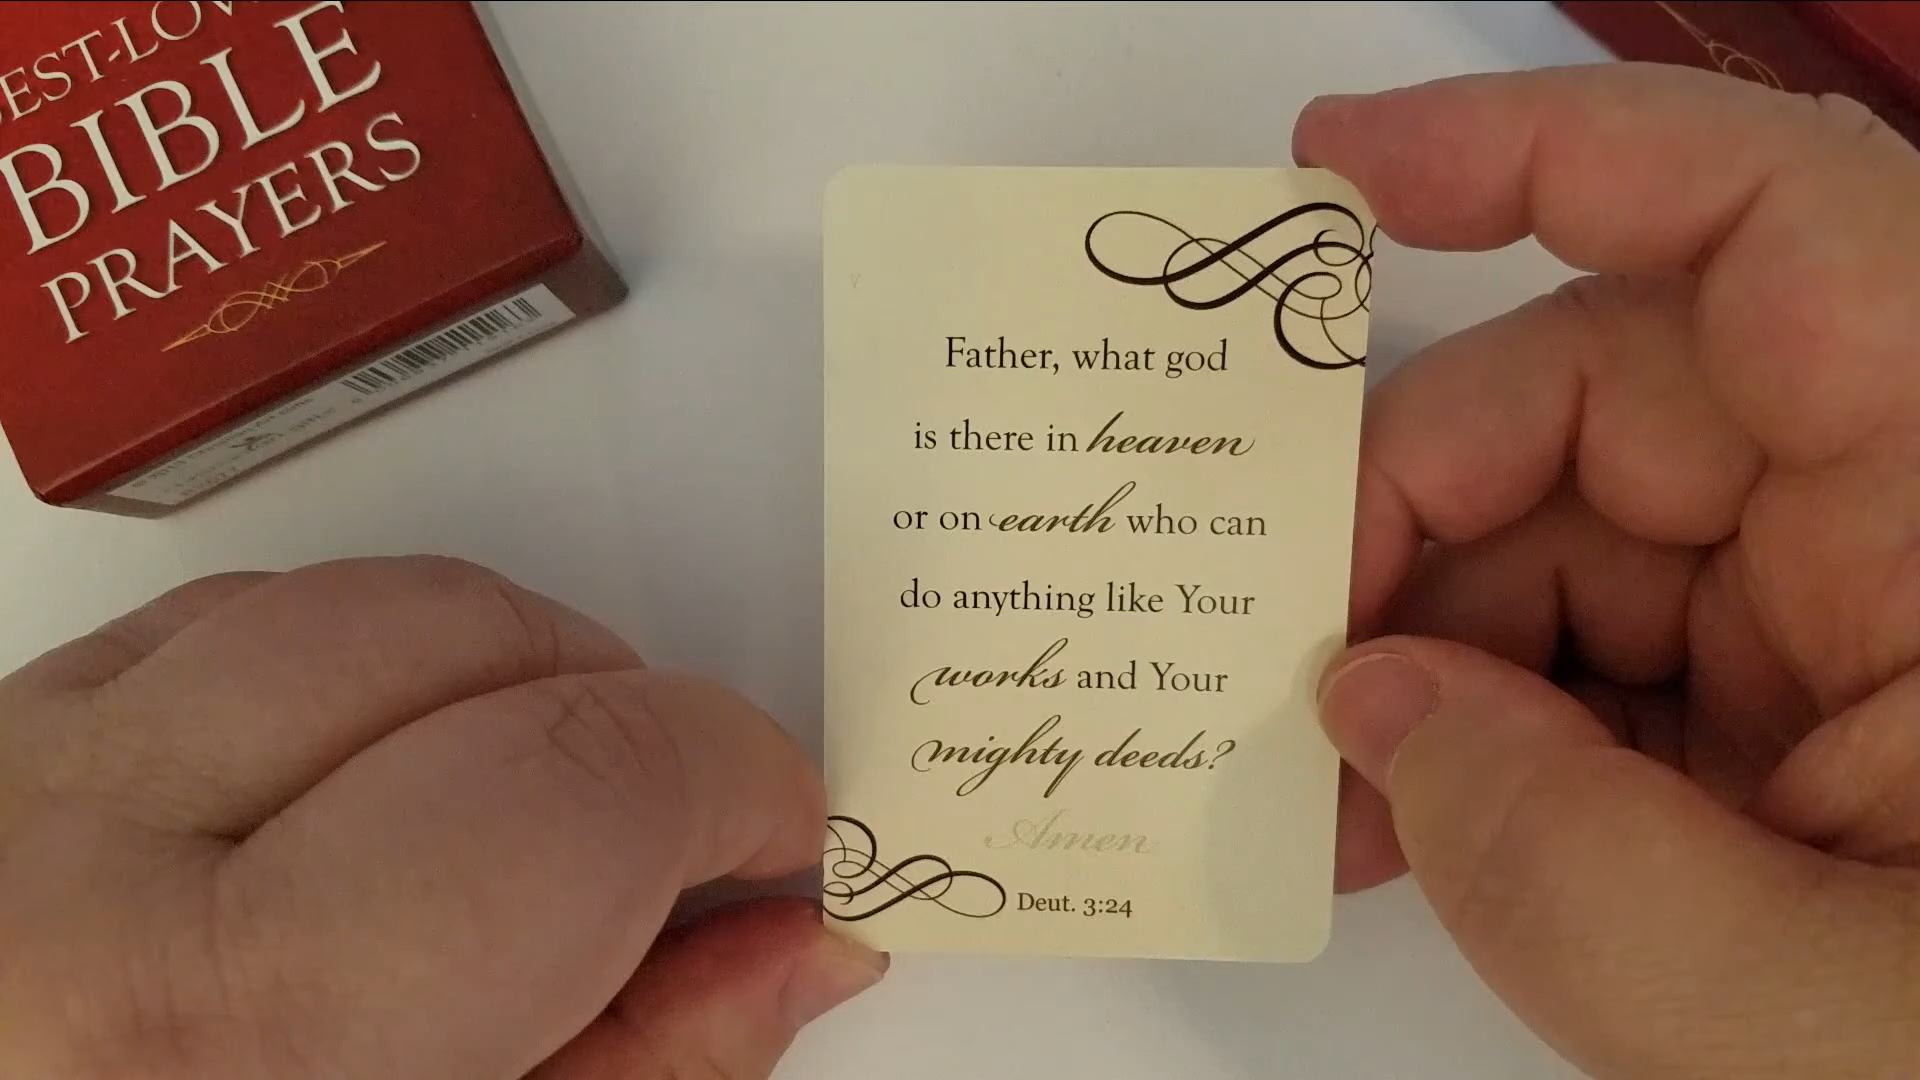 BIBLE
PRAYERS
Father, what god
is there in heaven
or on earth who can
do anything like Your
works and Your
mighty deeds?
Amen
Deut. 3:24